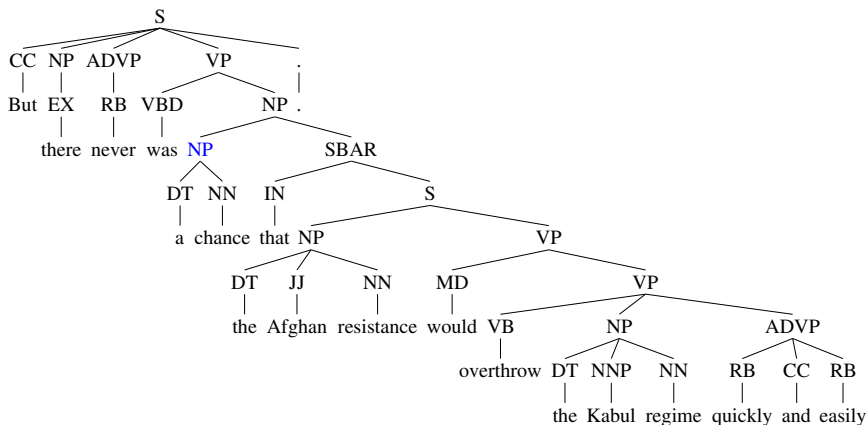 S
CC NP ADVP VP .
But EX RB VBD NP .
there never was NP SBAR
DT NN IN S
a chance that NP VP
DT JJ NN MD VP
the Afghan resistance would VB NP ADVP
overthrow DT NNP NN RB CC RB
the Kabul regime quickly and easily